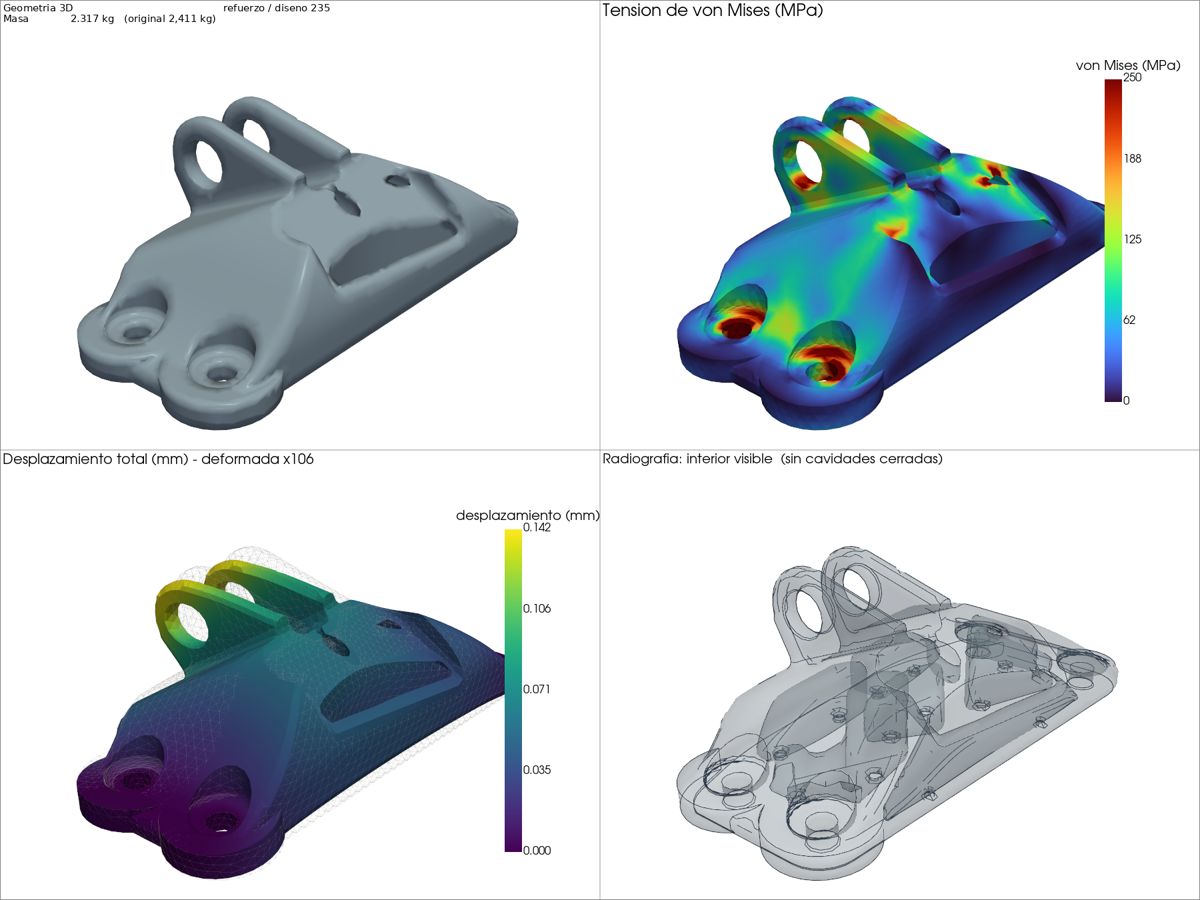 Geometria 3D
refuerzo / diseno 235
Masa 2.317 kg (original 2,411 kg)
Tension de von Mises (MPa)
von Mises (MPa)
250
188
125
62
0
Desplazamiento total (mm) - deformada x106
desplazamiento (mm)
0.142
0.106
0.071
0.035
0.000
Radiografia: interior visible (sin cavidades cerradas)